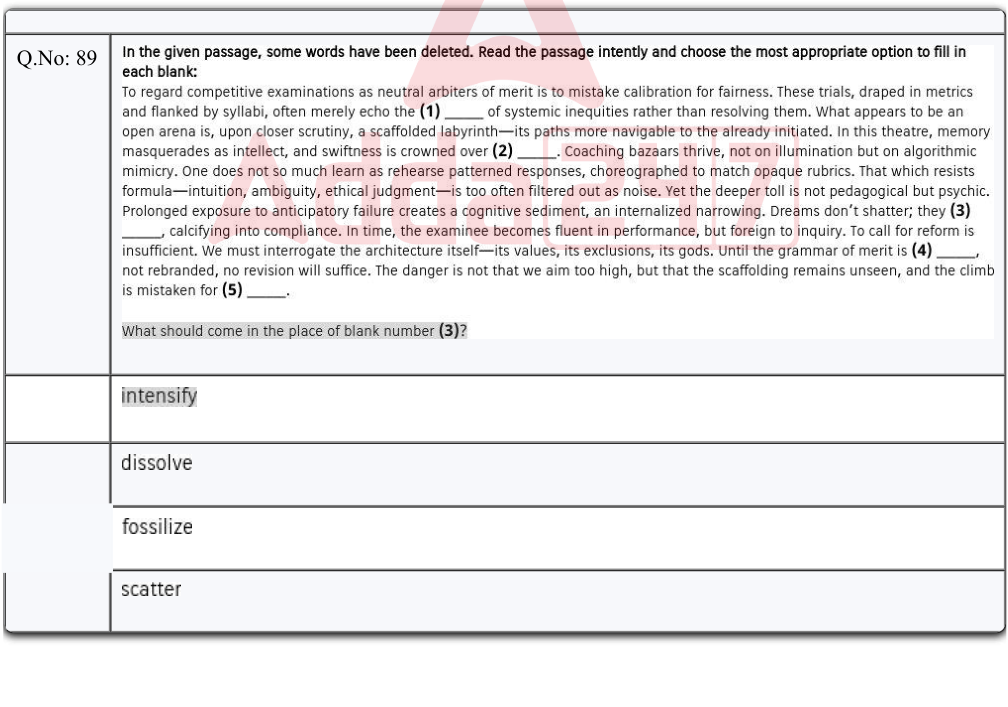 Q.No: 89
In the given passage, some words have been deleted. Read the passage intently and choose the most appropriate option to fill in
each blank:
To regard competitive examinations as neutral arbiters of merit is to mistake calibration for fairness. These trials, draped in metrics
and flanked by syllabi, often merely echo the (1) _____ of systemic inequities rather than resolving them. What appears to be an
open arena is, upon closer scrutiny, a scaffolded labyrinth—its paths more navigable to the already initiated. In this theatre, memory
masquerades as intellect, and swiftness is crowned over (2) _____. Coaching bazaars thrive, not on illumination but on algorithmic
mimicry. One does not so much learn as rehearse patterned responses, choreographed to match opaque rubrics. That which resists
formula—intuition, ambiguity, ethical judgment—is too often filtered out as noise. Yet the deeper toll is not pedagogical but psychic.
Prolonged exposure to anticipatory failure creates a cognitive sediment, an internalized narrowing. Dreams don't shatter; they (3)
_____, calcifying into compliance. In time, the examinee becomes fluent in performance, but foreign to inquiry. To call for reform is
insufficient. We must interrogate the architecture itself—its values, its exclusions, its gods. Until the grammar of merit is (4) _____,
not rebranded, no revision will suffice. The danger is not that we aim too high, but that the scaffolding remains unseen, and the climb
is mistaken for (5) _____.
What should come in the place of blank number (3)?
intensify
dissolve
fossilize
scatter
Adda247